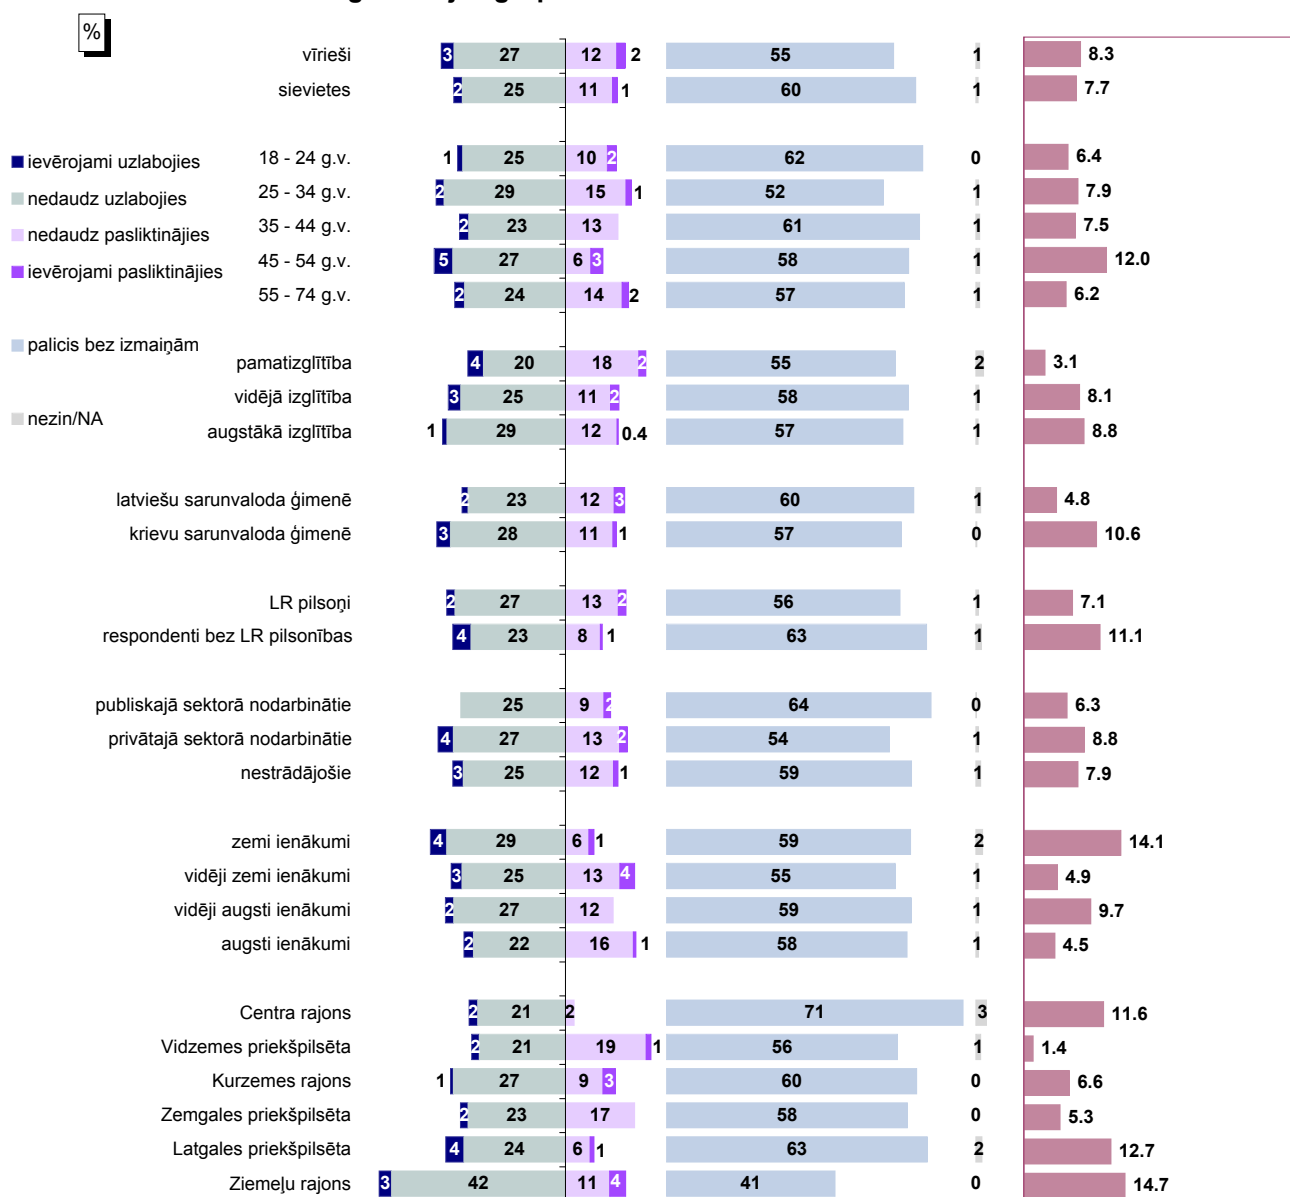 %
vīrieši 3 27 12 2 55 1 8.3
sievietes 2 25 11 1 60 1 7.7
ievērojami uzlabojies
nedaudz uzlabojies
nedaudz pasliktinājies
ievērojami pasliktinājies
palicis bez izmaiņām
nezin/NA
18 - 24 g.v. 1 25 10 2 62 0 6.4
25 - 34 g.v. 2 29 15 1 52 1 7.9
35 - 44 g.v. 2 23 13 61 1 7.5
45 - 54 g.v. 5 27 6 3 58 1 12.0
55 - 74 g.v. 2 24 14 2 57 1 6.2
pamatizglītība 4 20 18 2 55 2 3.1
vidējā izglītība 3 25 11 2 58 1 8.1
augstākā izglītība 1 29 12 0.4 57 1 8.8
latviešu sarunvaloda ģimenē 2 23 12 3 60 1 4.8
krievu sarunvaloda ģimenē 3 28 11 1 57 0 10.6
LR pilsoņi 2 27 13 2 56 1 7.1
respondenti bez LR pilsonības 4 23 8 1 63 1 11.1
publiskajā sektorā nodarbinātie 25 9 2 64 0 6.3
privātajā sektorā nodarbinātie 4 27 13 2 54 1 8.8
nestrādājošie 3 25 12 1 59 1 7.9
zemi ienākumi 4 29 6 1 59 2 14.1
vidēji zemi ienākumi 3 25 13 4 55 1 4.9
vidēji augsti ienākumi 2 27 12 59 1 9.7
augsti ienākumi 2 22 16 1 58 1 4.5
Centra rajons 2 21 2 71 3 11.6
Vidzemes priekšpilsēta 2 21 19 1 56 1 1.4
Kurzemes rajons 1 27 9 3 60 0 6.6
Zemgales priekšpilsēta 2 23 17 58 0 5.3
Latgales priekšpilsēta 4 24 6 1 63 2 12.7
Ziemeļu rajons 3 42 11 4 41 0 14.7